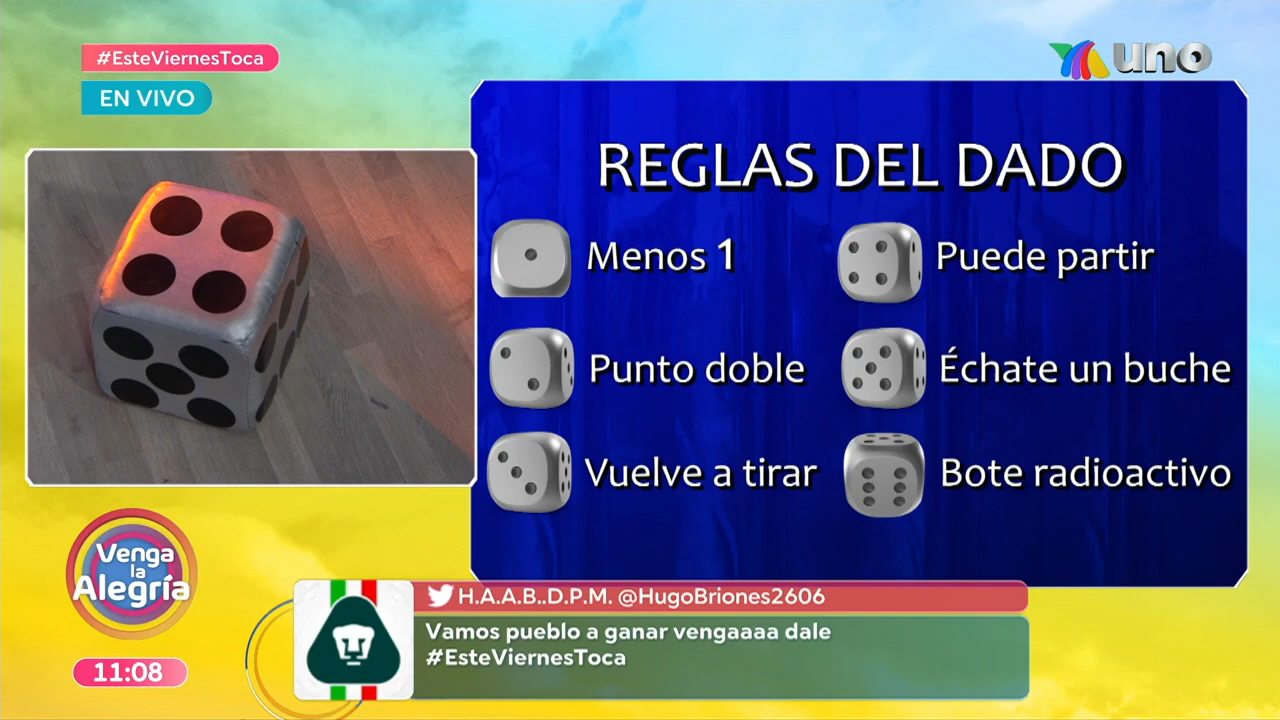 #EsteViernesToca
EN VIVO
uno
REGLAS DEL DADO
Menos 1
Puede partir
Punto doble
Échate un buche
Vuelve a tirar
Bote radioactivo
Venga
la
Alegría
11:08
H.A.A.B..D.P.M. @HugoBriones2606
Vamos pueblo a ganar vengaaaa dale
#EsteViernesToca